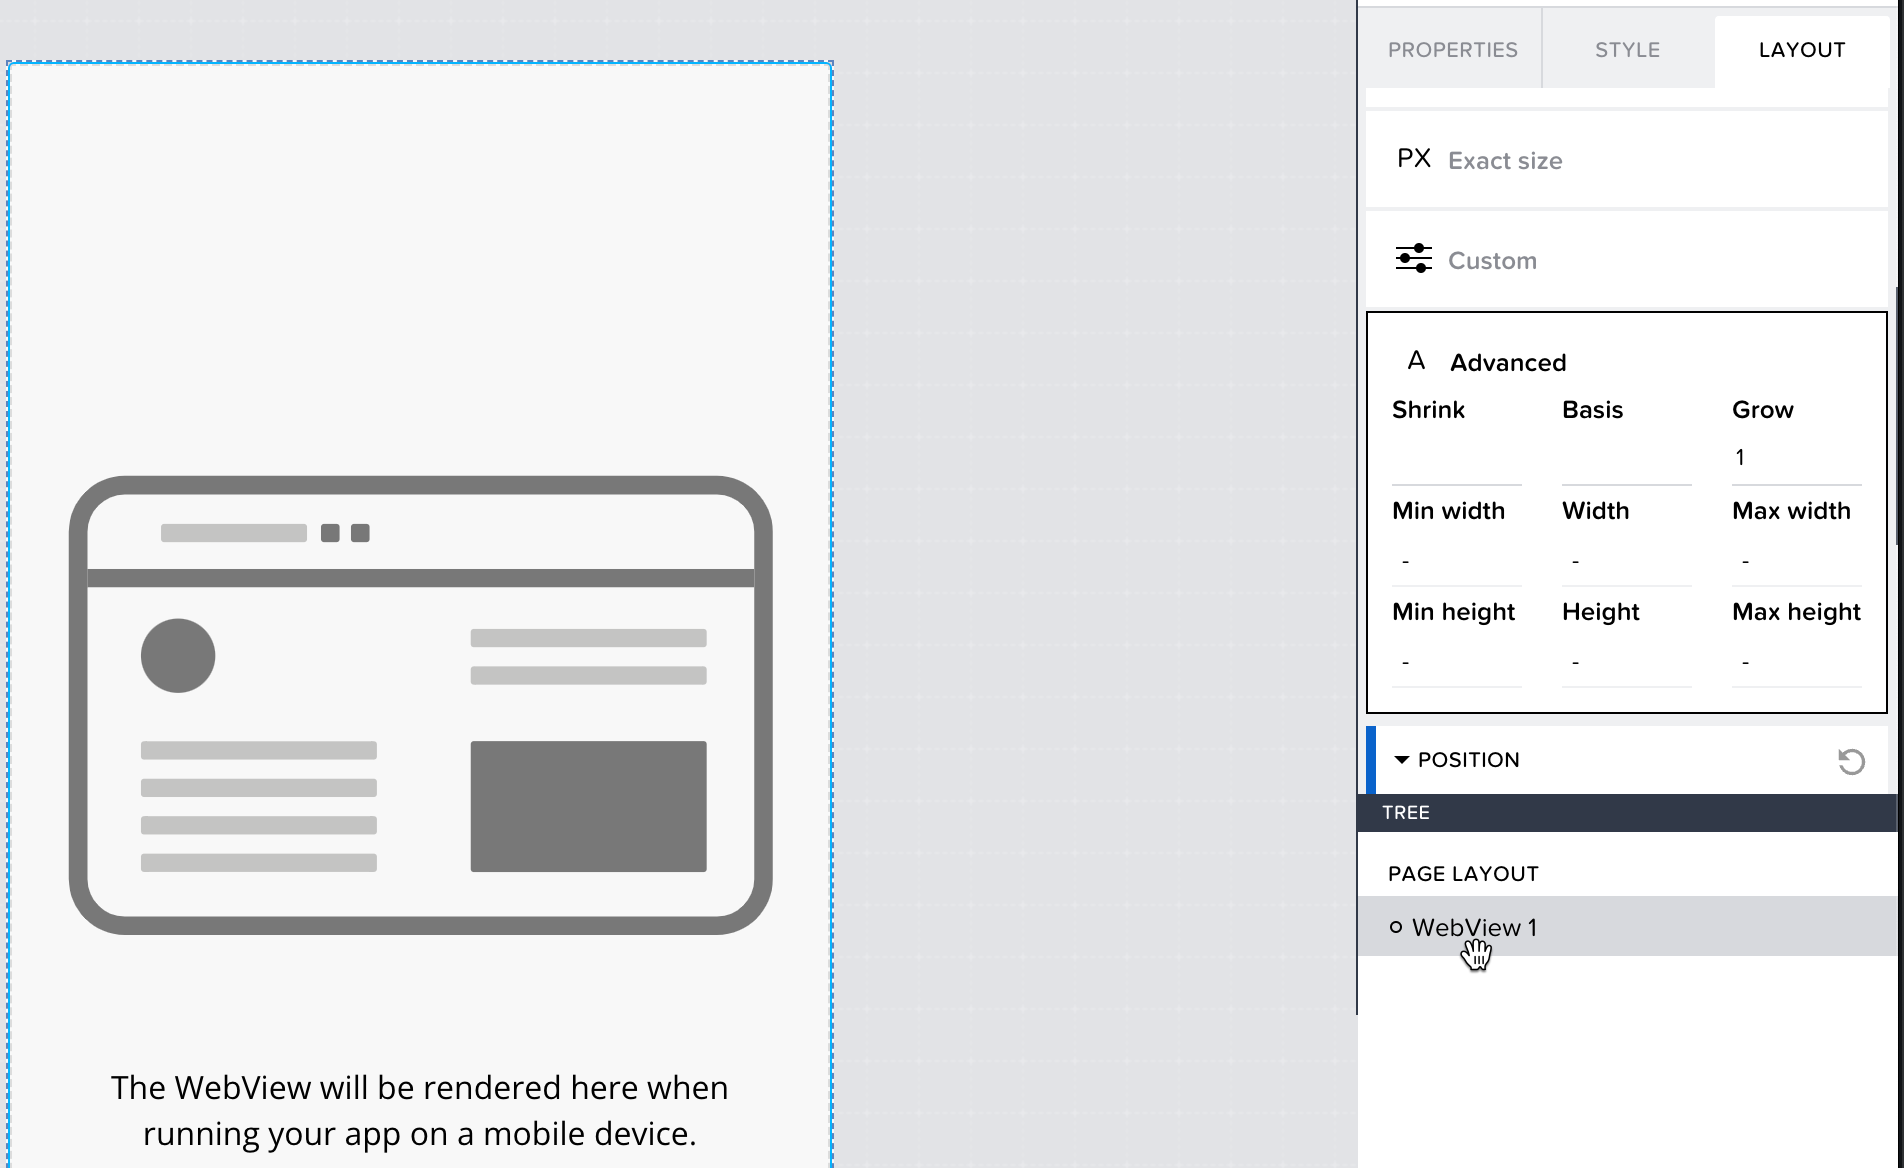 PROPERTIES STYLE LAYOUT
PX Exact size
Custom
A Advanced
Shrink Basis Grow
1
Min width Width Max width
- - -
Min height Height Max height
- - -
POSITION
TREE
PAGE LAYOUT
WebView 1
The WebView will be rendered here when
running your app on a mobile device.